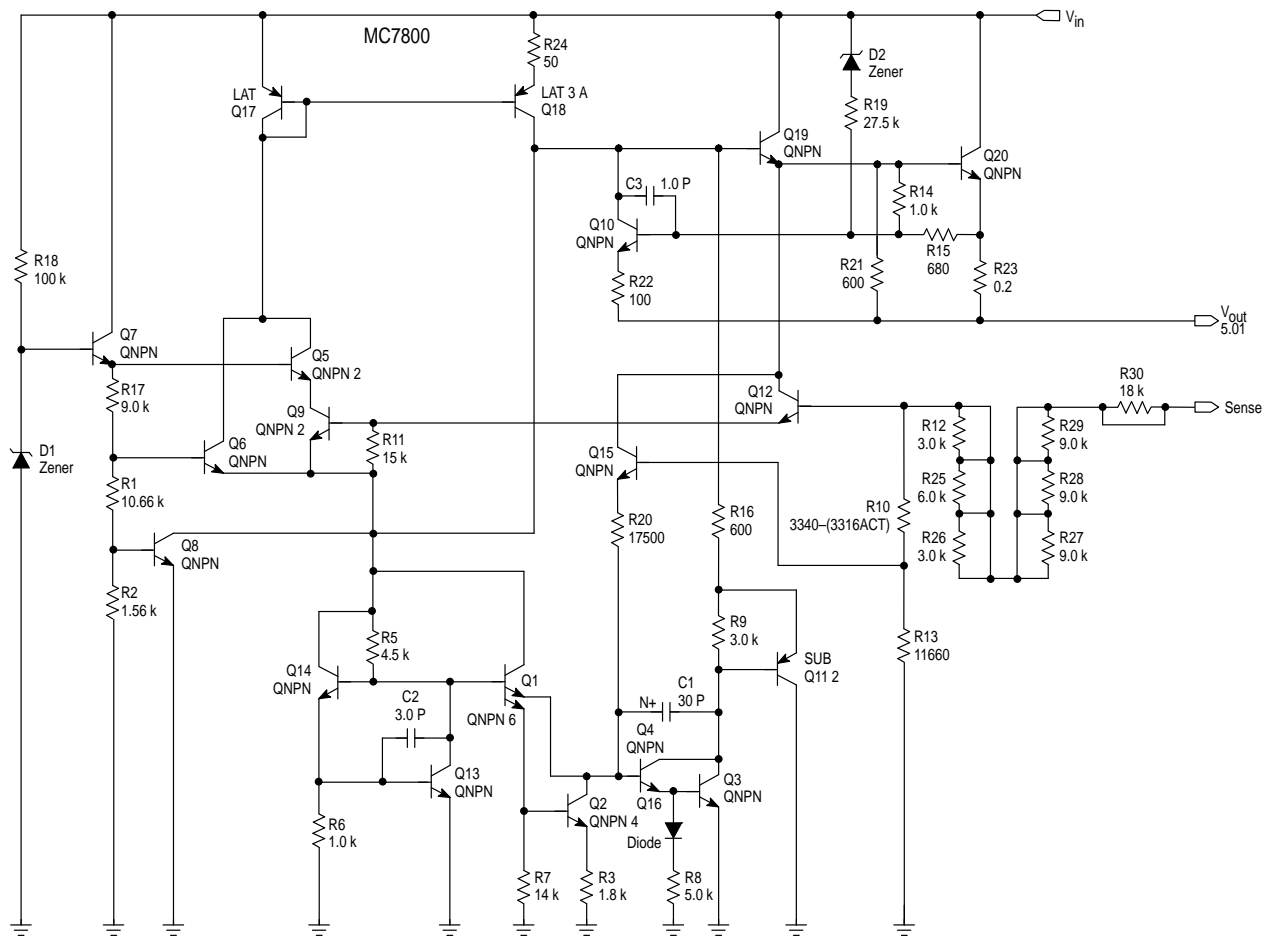 MC7800
Vin
R24
50
D2
Zener
LAT
Q17
LAT 3 A
Q18
R19
27.5 k
Q19
QNPN
Q20
QNPN
C3
1.0 P
R14
1.0 k
Q10
QNPN
R15
680
R18
100 k
R22
100
R21
600
R23
0.2
Vout
5.01
Q7
QNPN
Q5
QNPN 2
R17
9.0 k
R30
18 k
Sense
Q12
QNPN
Q9
QNPN 2
R12
3.0 k
R29
9.0 k
R11
15 k
D1
Zener
Q6
QNPN
Q15
QNPN
R1
10.66 k
R25
6.0 k
R28
9.0 k
R10
3340–(3316ACT)
R20
17500
R16
600
Q8
QNPN
R26
3.0 k
R27
9.0 k
R2
1.56 k
R5
4.5 k
R9
3.0 k
R13
11660
Q14
QNPN
SUB
Q11 2
Q1
QNPN 6
C2
3.0 P
N+
C1
30 P
Q4
QNPN
Q13
QNPN
Q3
QNPN
Q16
Q2
QNPN 4
R6
1.0 k
Diode
R7
14 k
R3
1.8 k
R8
5.0 k